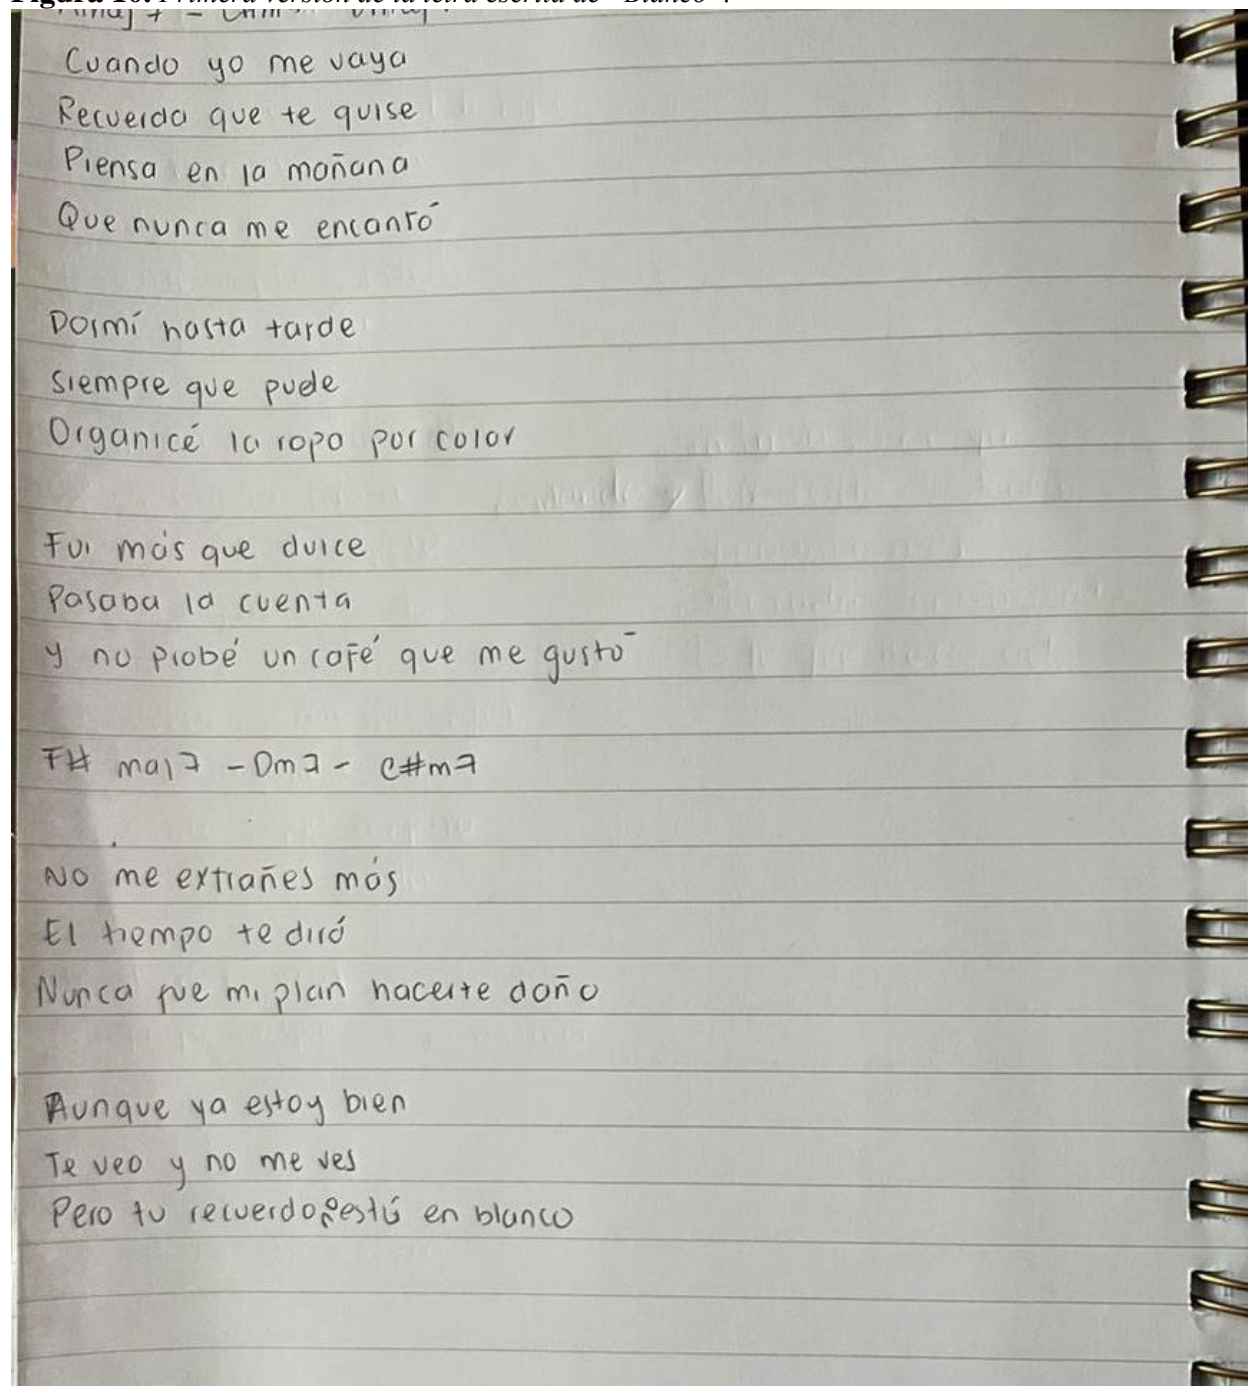 Cuando yo me vaya
Recuerda que te quise
Piensa en la mañana
Que nunca me encantó
Dormí hasta tarde
Siempre que pude
Organicé la ropa por color
Fui más que dulce
Pasaba la cuenta
y no probé un café que me gustó
F# maj7 - Dm7 - C#m7
No me extrañes más
El tiempo te dirá
Nunca fue mi plan hacerte daño
Aunque ya estoy bien
Te veo y no me ves
Pero tu recuerdo está en blanco